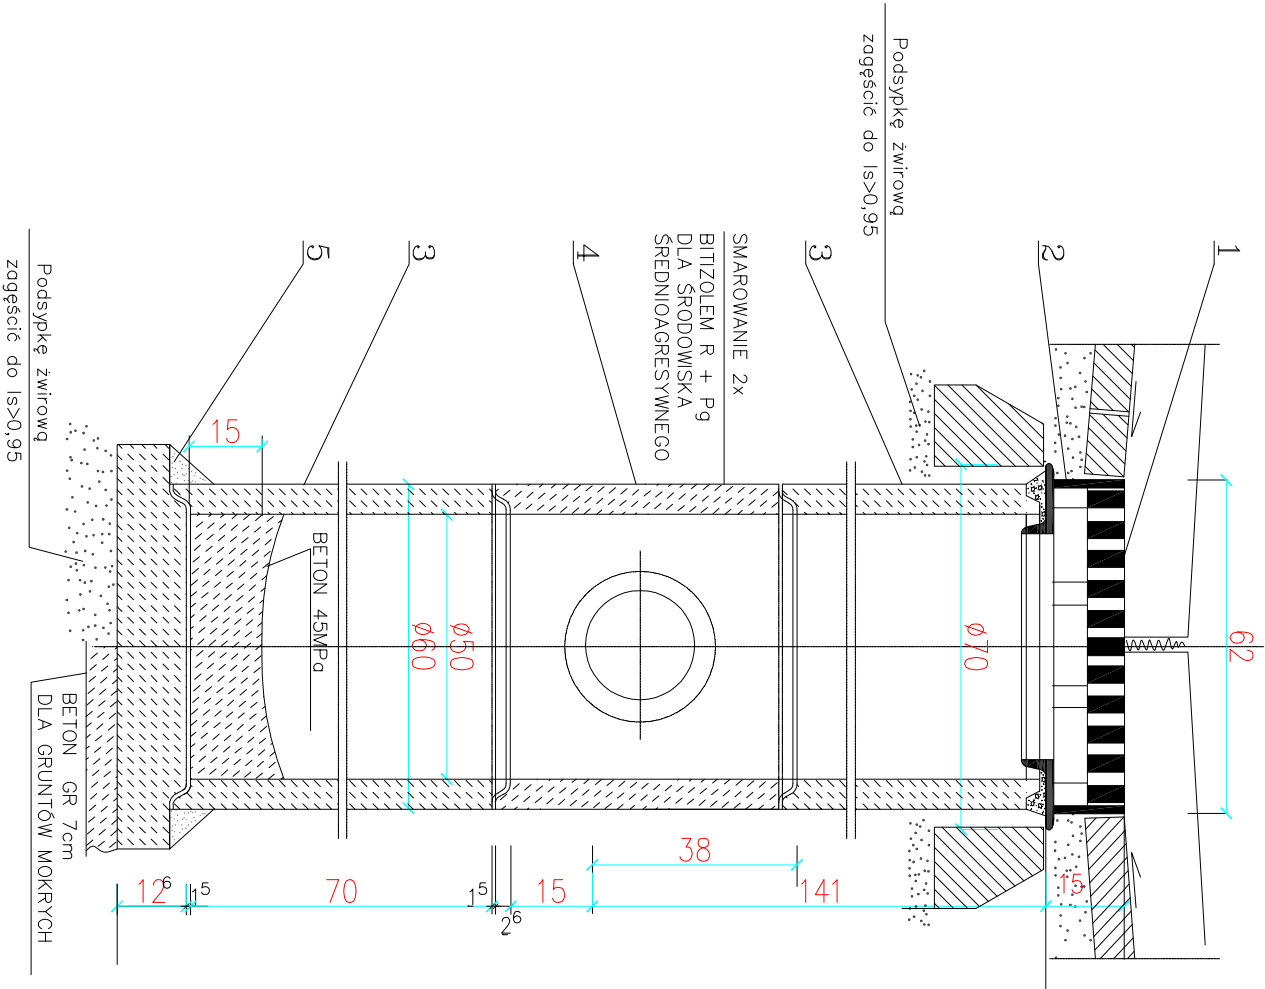 1
2
3
4
3
5
Podsypkę żwirową
zagęścić do Is>0,95
SMAROWANIE 2x
BITIZOLEM R + Pg
DLA ŚRODOWISKA
ŚREDNIOAGRESYWNEGO
Podsypkę żwirową
zagęścić do Is>0,95
62
ø70
ø50
ø60
15
BETON 45MPa
BETON GR 7cm
DLA GRUNTÓW MOKRYCH
15
141
38
15
2⁶
1⁵
70
1⁵
12⁶